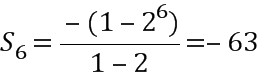 S₆ = −(1 − 2⁶) / (1 − 2) = − 63